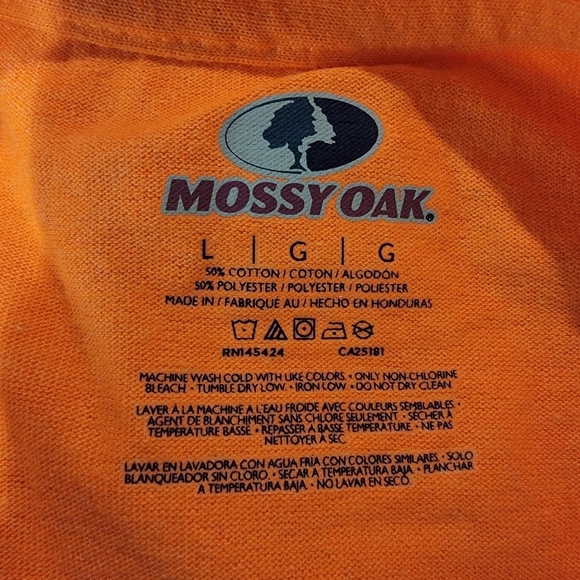 MOSSY OAK®
L | G | G
50% COTTON / COTON / ALGODÓN
50% POLYESTER / POLYESTER / POLIÉSTER
MADE IN / FABRIQUÉ AU / HECHO EN HONDURAS
RN145424 CA25181
MACHINE WASH COLD WITH LIKE COLORS. • ONLY NON-CHLORINE
BLEACH • TUMBLE DRY LOW. • IRON LOW. • DO NOT DRY CLEAN
LAVER À LA MACHINE A L'EAU FROIDE AVEC COULEURS SEMBLABLES •
AGENT DE BLANCHIMENT SANS CHLORE SEULEMENT. • SÉCHER À
TEMPÉRATURE BASSE • REPASSER À BASSE TEMPERATURE. • NE PAS
NETTOYER A SEC.
LAVAR EN LAVADORA CON AGUA FRÍA CON COLORES SIMILARES. • SOLO
BLANQUEADOR SIN CLORO. • SECAR A TEMPERATURA BAJA. • PLANCHAR
A TEMPERATURA BAJA. • NO LAVAR EN SECO.